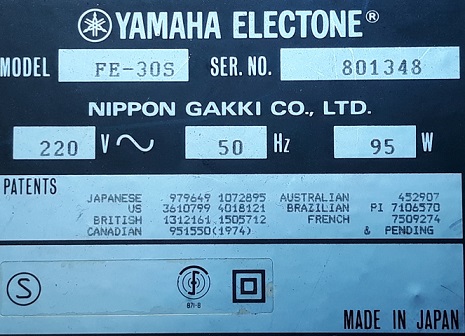 YAMAHA ELECTONE®
MODEL FE-30S SER. NO. 801348
NIPPON GAKKI CO., LTD.
220 V 50 Hz 95 W
PATENTS
JAPANESE 979649 1072895 AUSTRALIAN 452907
US 3610799 4018121 BRAZILIAN PI 7106570
BRITISH 1312161 1505712 FRENCH 7509274
CANADIAN 951550(1974) & PENDING
S
MADE IN JAPAN